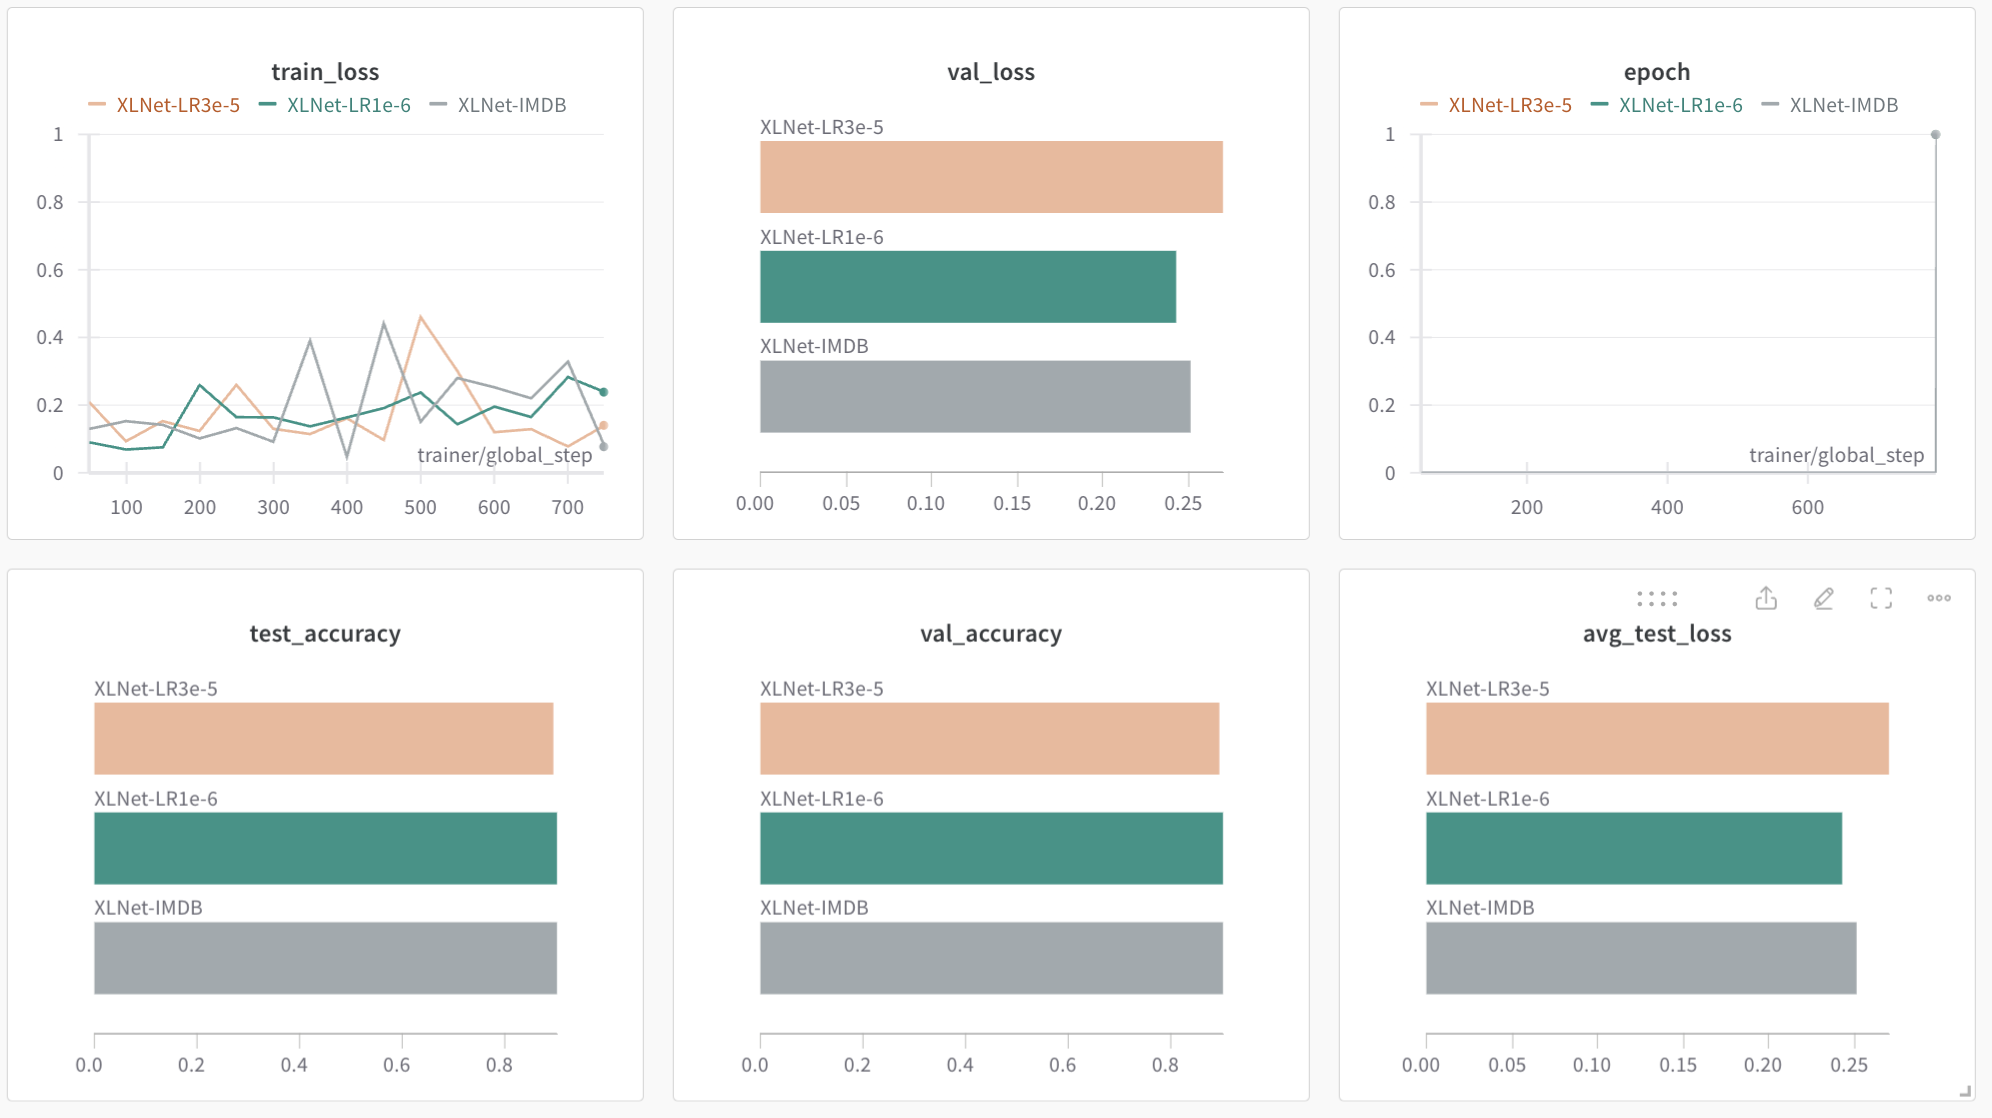 train_loss
XLNet-LR3e-5 XLNet-LR1e-6 XLNet-IMDB
1
0.8
0.6
0.4
0.2
0
trainer/global_step
100 200 300 400 500 600 700
val_loss
XLNet-LR3e-5
XLNet-LR1e-6
XLNet-IMDB
0.00 0.05 0.10 0.15 0.20 0.25
epoch
XLNet-LR3e-5 XLNet-LR1e-6 XLNet-IMDB
1
0.8
0.6
0.4
0.2
0
trainer/global_step
200 400 600
test_accuracy
XLNet-LR3e-5
XLNet-LR1e-6
XLNet-IMDB
0.0 0.2 0.4 0.6 0.8
val_accuracy
XLNet-LR3e-5
XLNet-LR1e-6
XLNet-IMDB
0.0 0.2 0.4 0.6 0.8
avg_test_loss
XLNet-LR3e-5
XLNet-LR1e-6
XLNet-IMDB
0.00 0.05 0.10 0.15 0.20 0.25